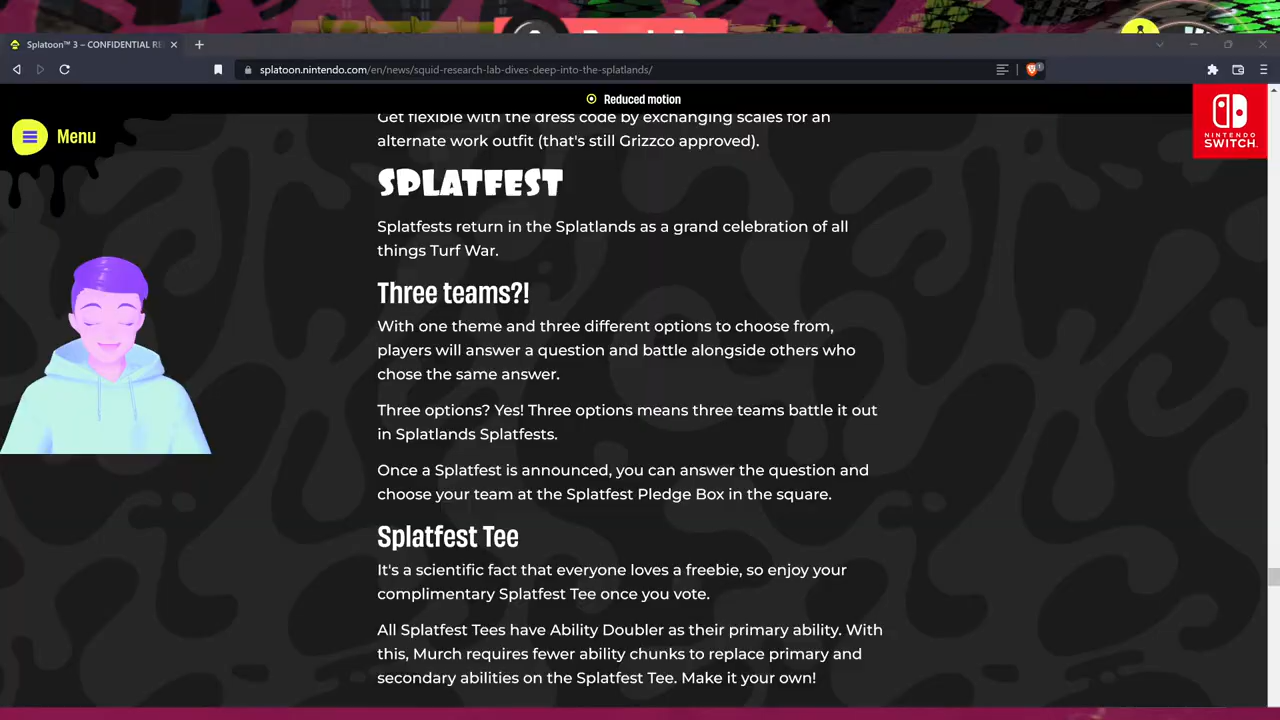 Splatoon™ 3 – CONFIDENTIAL RE
splatoon.nintendo.com/en/news/squid-research-lab-dives-deep-into-the-splatlands/
1
Reduced motion
Menu
NINTENDO
SWITCH
Get flexible with the dress code by exchanging scales for an
alternate work outfit (that's still Grizzco approved).
SPLATFEST
Splatfests return in the Splatlands as a grand celebration of all
things Turf War.
Three teams?!
With one theme and three different options to choose from,
players will answer a question and battle alongside others who
chose the same answer.
Three options? Yes! Three options means three teams battle it out
in Splatlands Splatfests.
Once a Splatfest is announced, you can answer the question and
choose your team at the Splatfest Pledge Box in the square.
Splatfest Tee
It's a scientific fact that everyone loves a freebie, so enjoy your
complimentary Splatfest Tee once you vote.
All Splatfest Tees have Ability Doubler as their primary ability. With
this, Murch requires fewer ability chunks to replace primary and
secondary abilities on the Splatfest Tee. Make it your own!